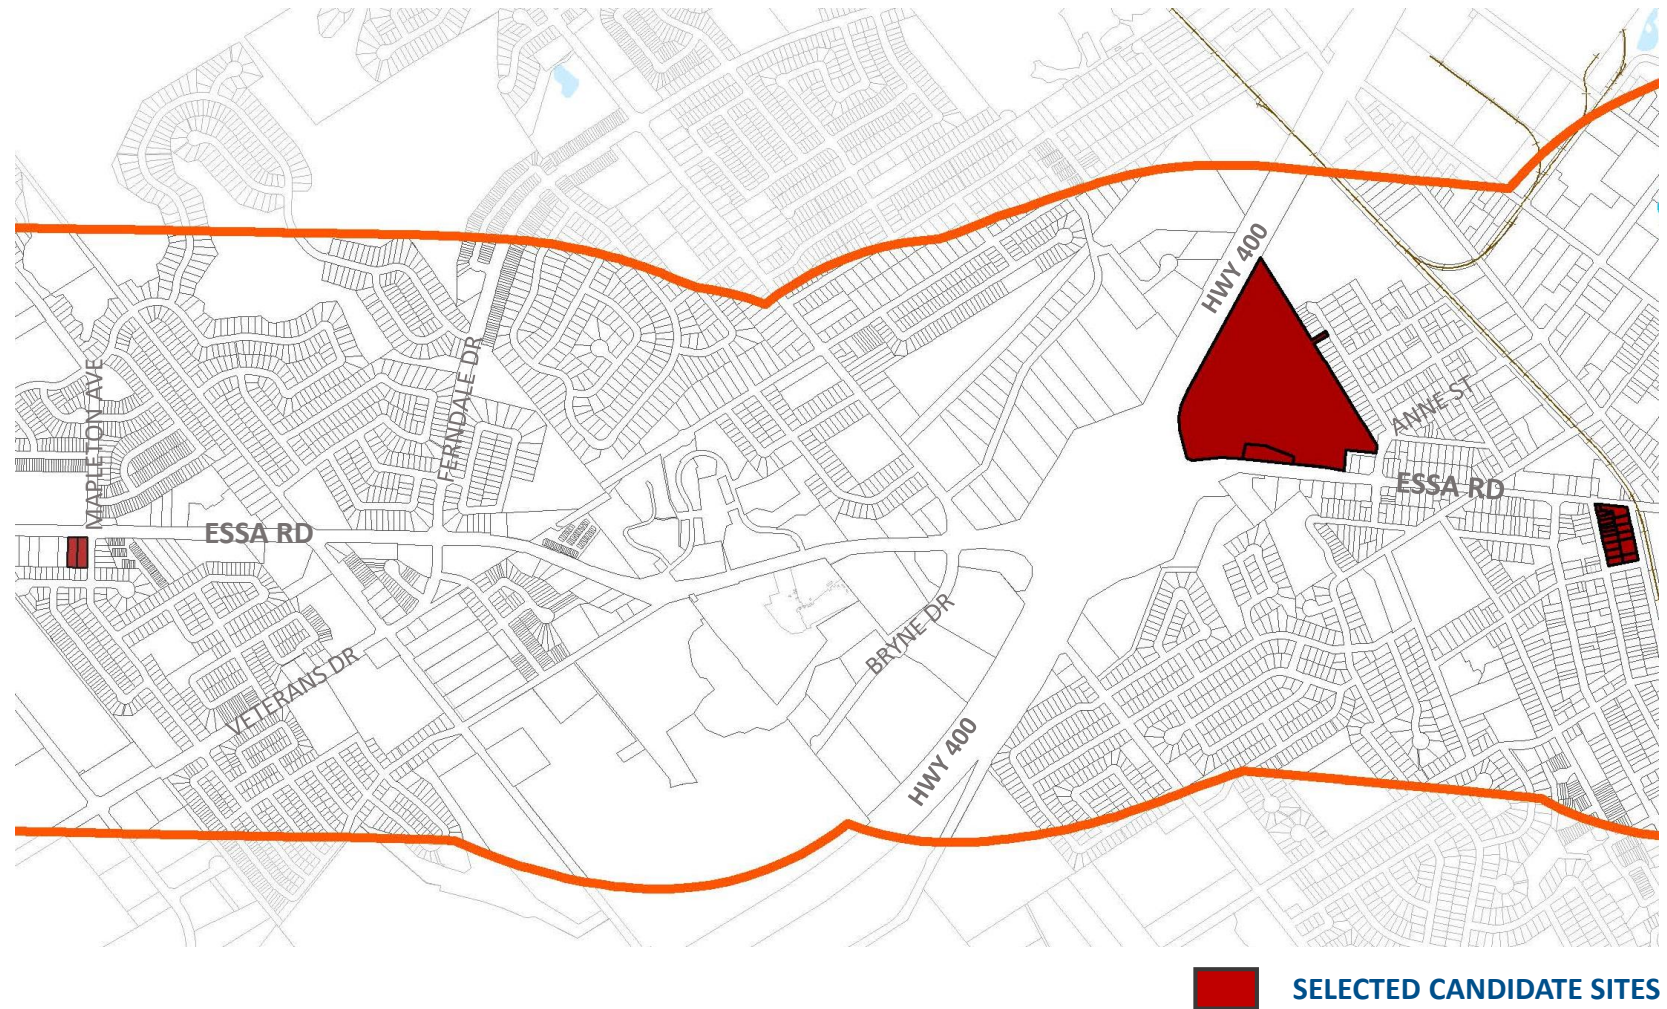 HWY 400
MAPLETON AVE
FERNDALE DR
ANNE ST
ESSA RD
ESSA RD
BRYNE DR
VETERANS DR
HWY 400
SELECTED CANDIDATE SITES